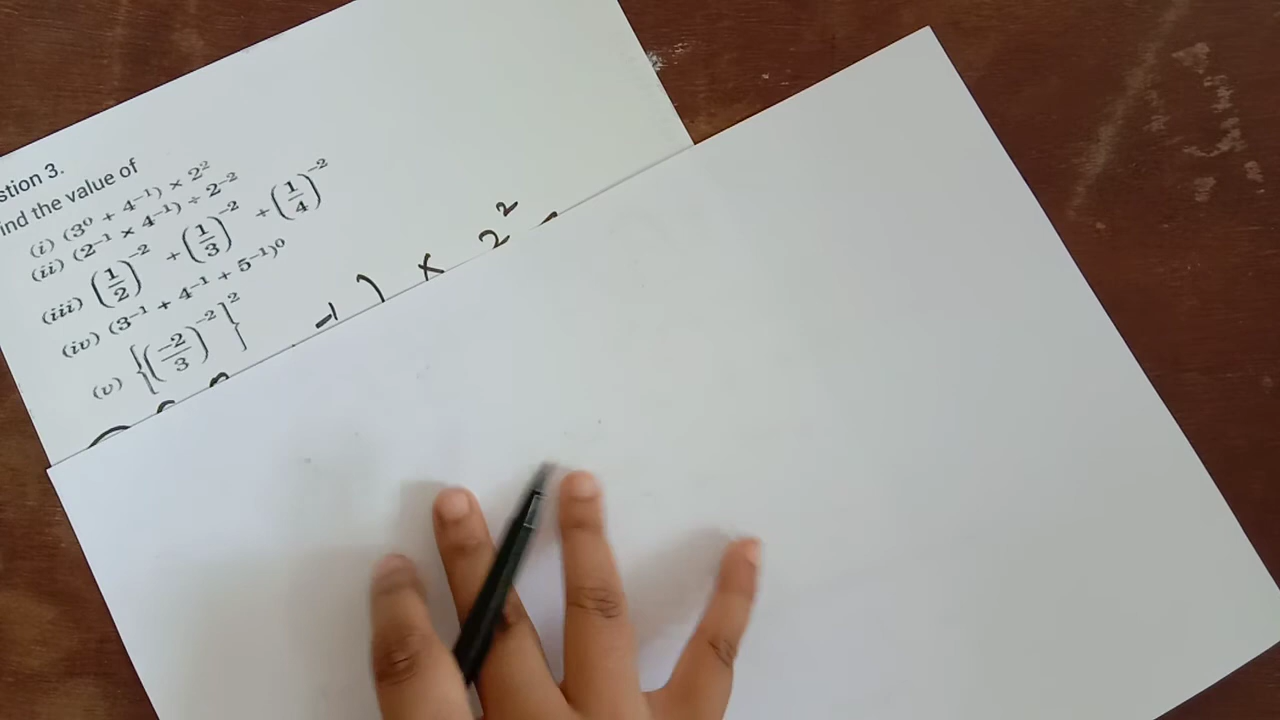 stion 3.
ind the value of
(i) (3⁰ + 4⁻¹) × 2²
(ii) (2⁻¹ × 4⁻¹) ÷ 2⁻²
(iii) (1/2)⁻² + (1/3)⁻² + (1/4)⁻²
(iv) (3⁻¹ + 4⁻¹ + 5⁻¹)⁰
(v) {(-2/3)⁻²}²
-1) × 2²